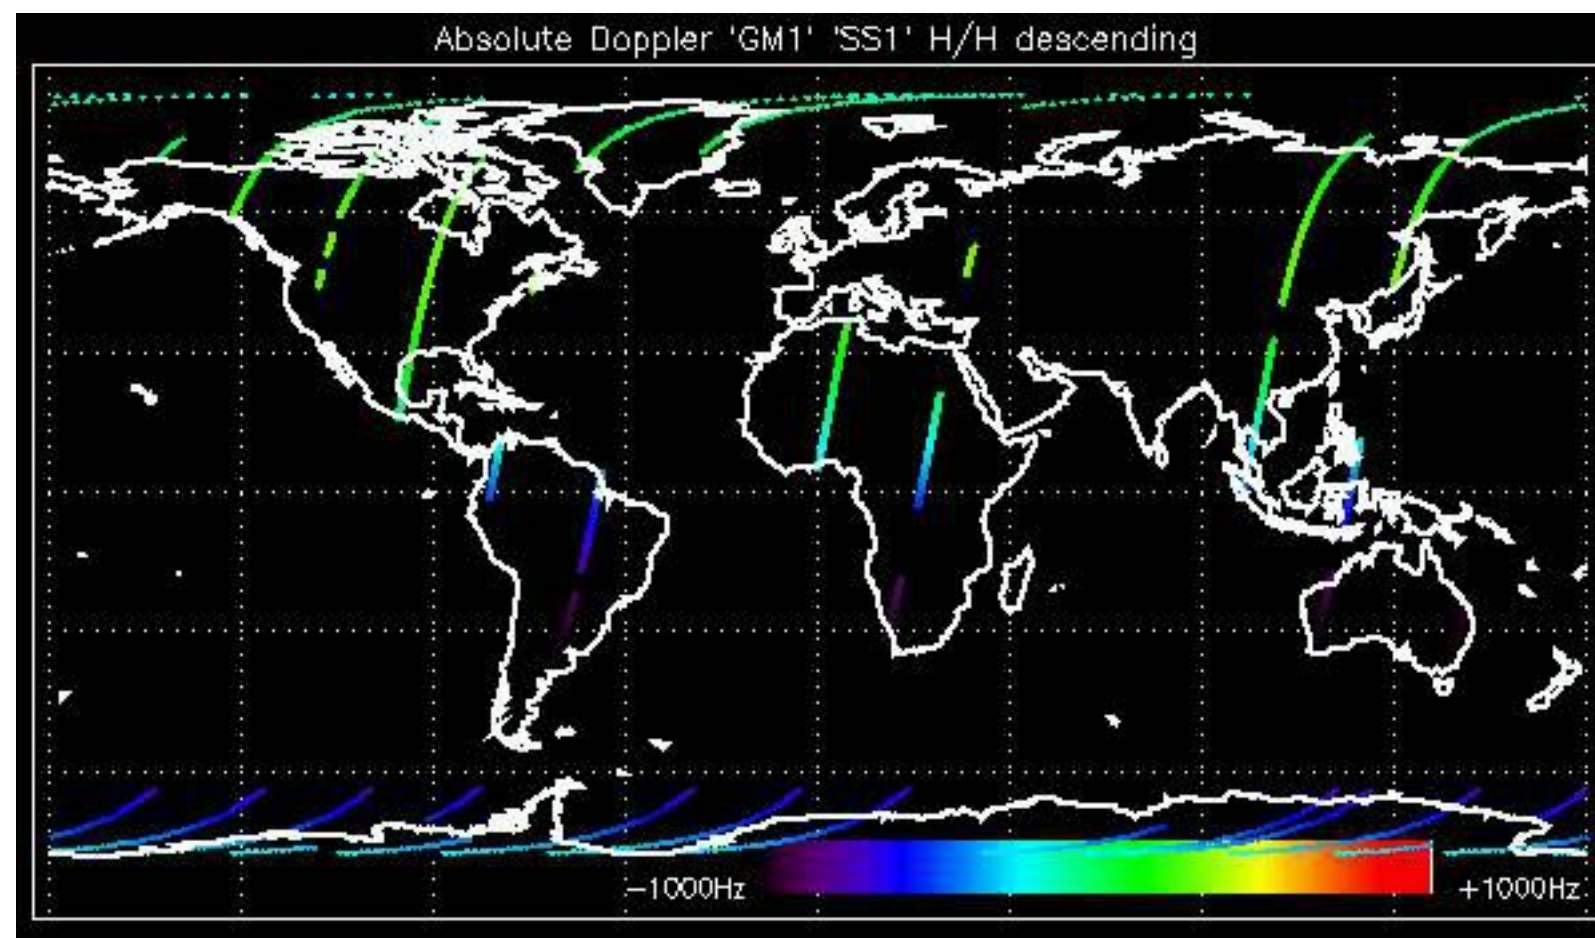 Absolute Doppler 'GM1' 'SS1' H/H descending
−1000Hz
+1000Hz